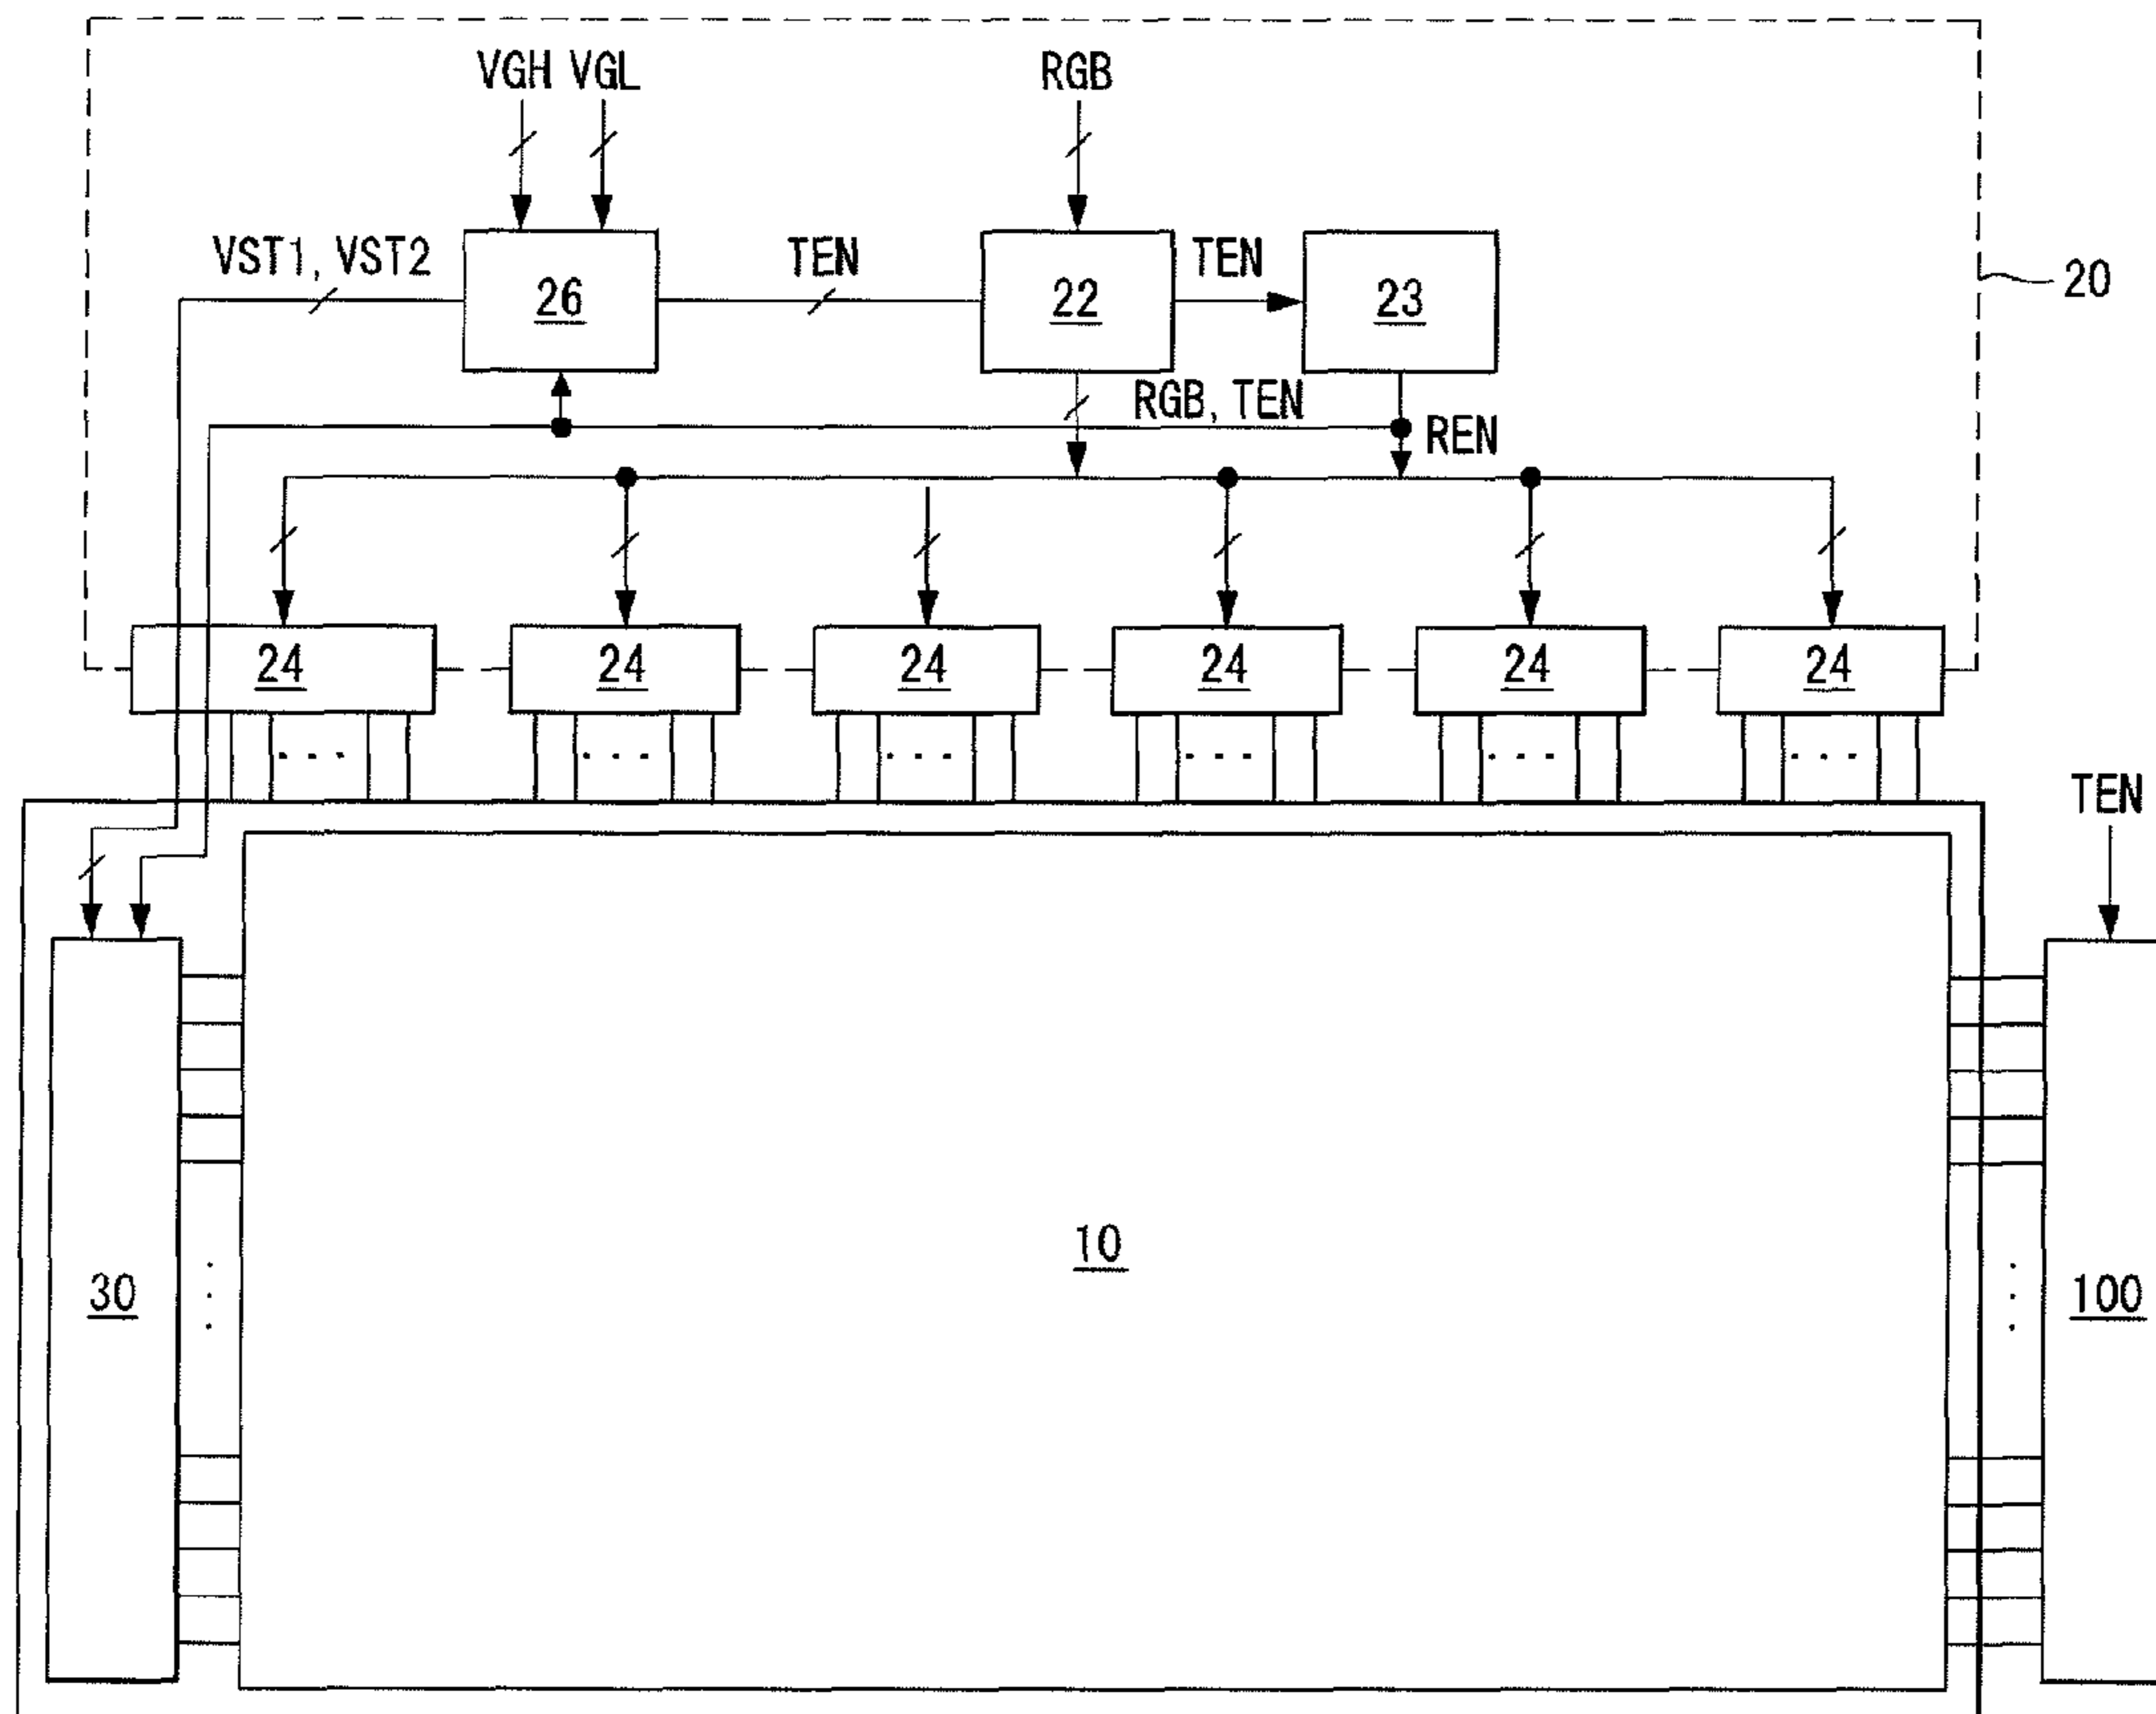 VGH VGL
RGB
VST1, VST2
26
TEN
22
TEN
23
20
RGB, TEN
REN
24
24
24
24
24
24
TEN
10
30
100